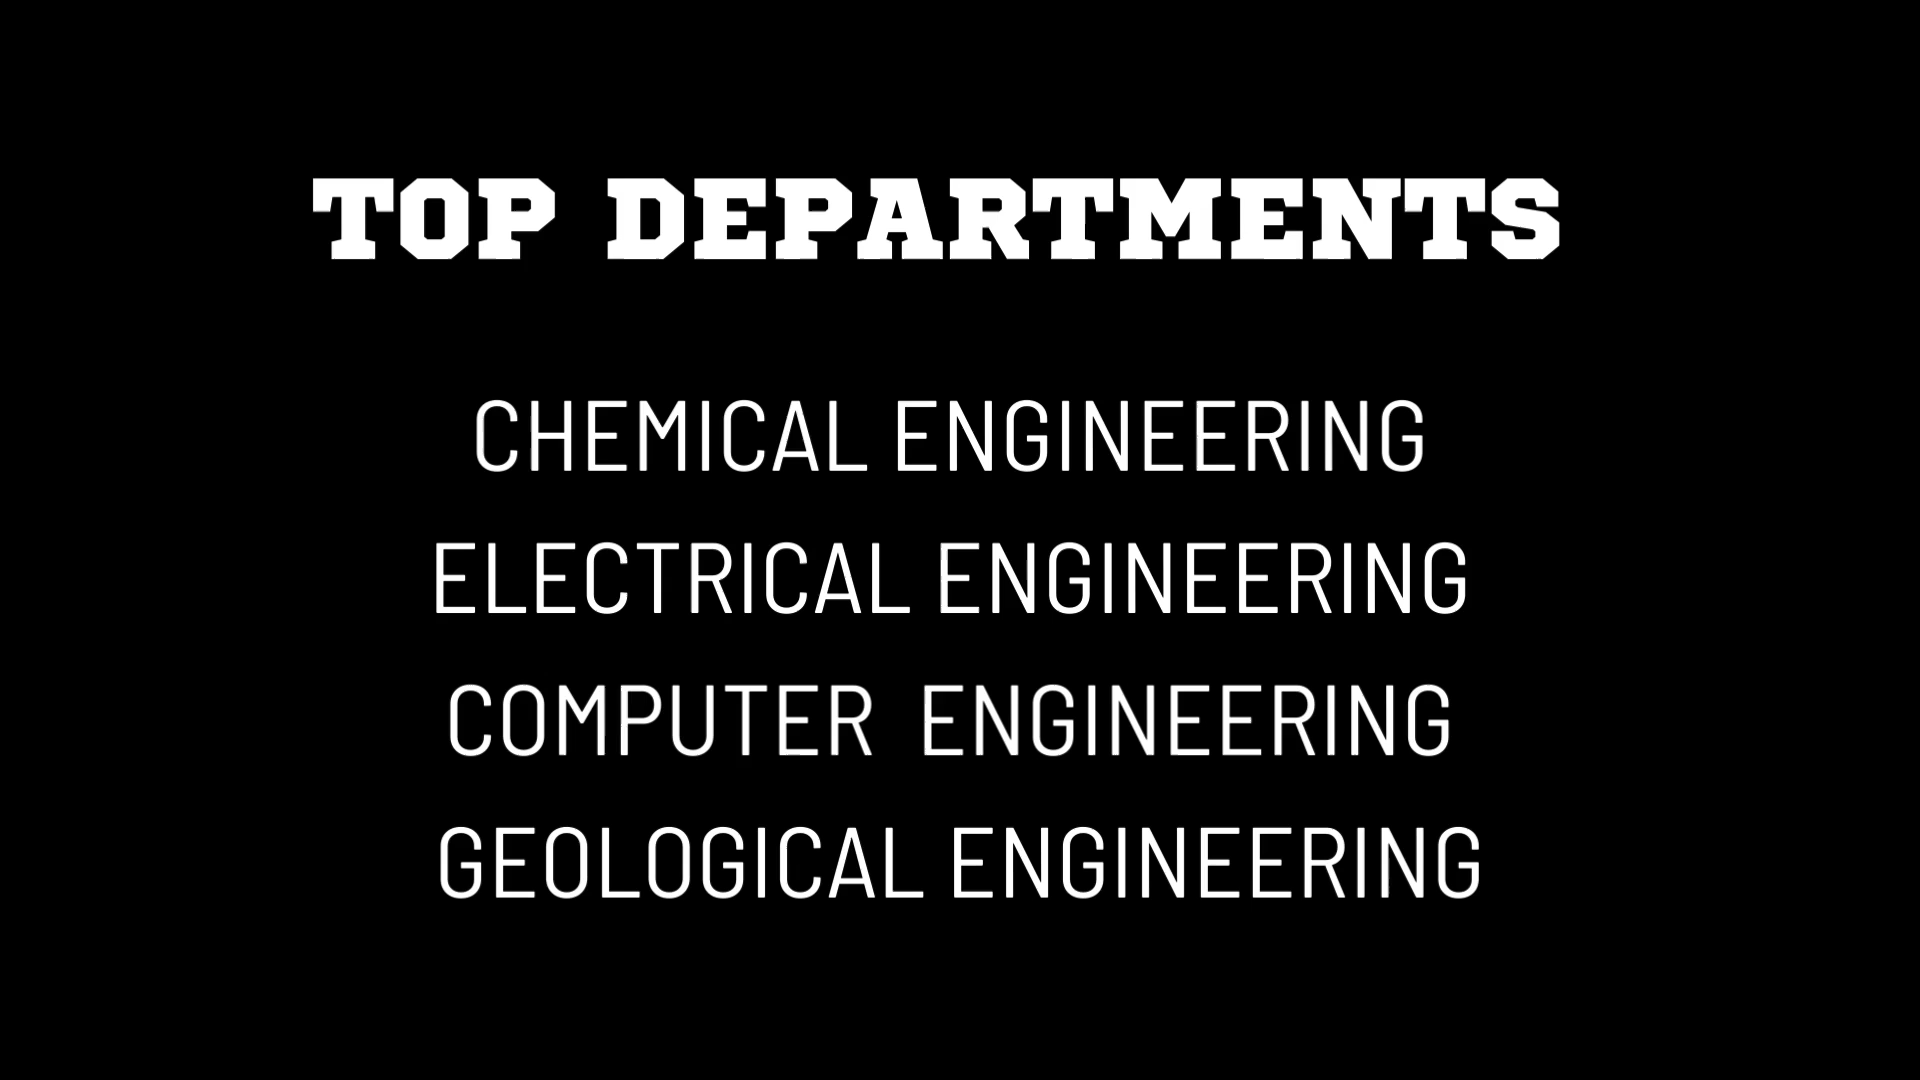 TOP DEPARTMENTS
CHEMICAL ENGINEERING
ELECTRICAL ENGINEERING
COMPUTER ENGINEERING
GEOLOGICAL ENGINEERING